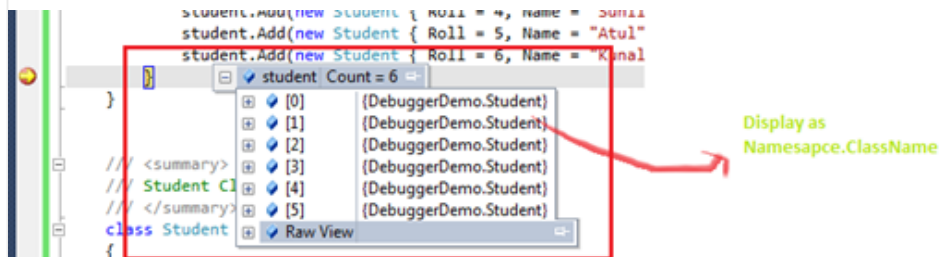 student.Add(new Student { Roll = 4, Name = "Sunil
student.Add(new Student { Roll = 5, Name = "Atul"
student.Add(new Student { Roll = 6, Name = "Kunal
}
student Count = 6
}
[0] {DebuggerDemo.Student}
[1] {DebuggerDemo.Student}
[2] {DebuggerDemo.Student}
[3] {DebuggerDemo.Student}
[4] {DebuggerDemo.Student}
[5] {DebuggerDemo.Student}
Raw View
/// <summary>
/// Student Cl
/// </summary>
class Student
{
Display as
Namesapce.ClassName